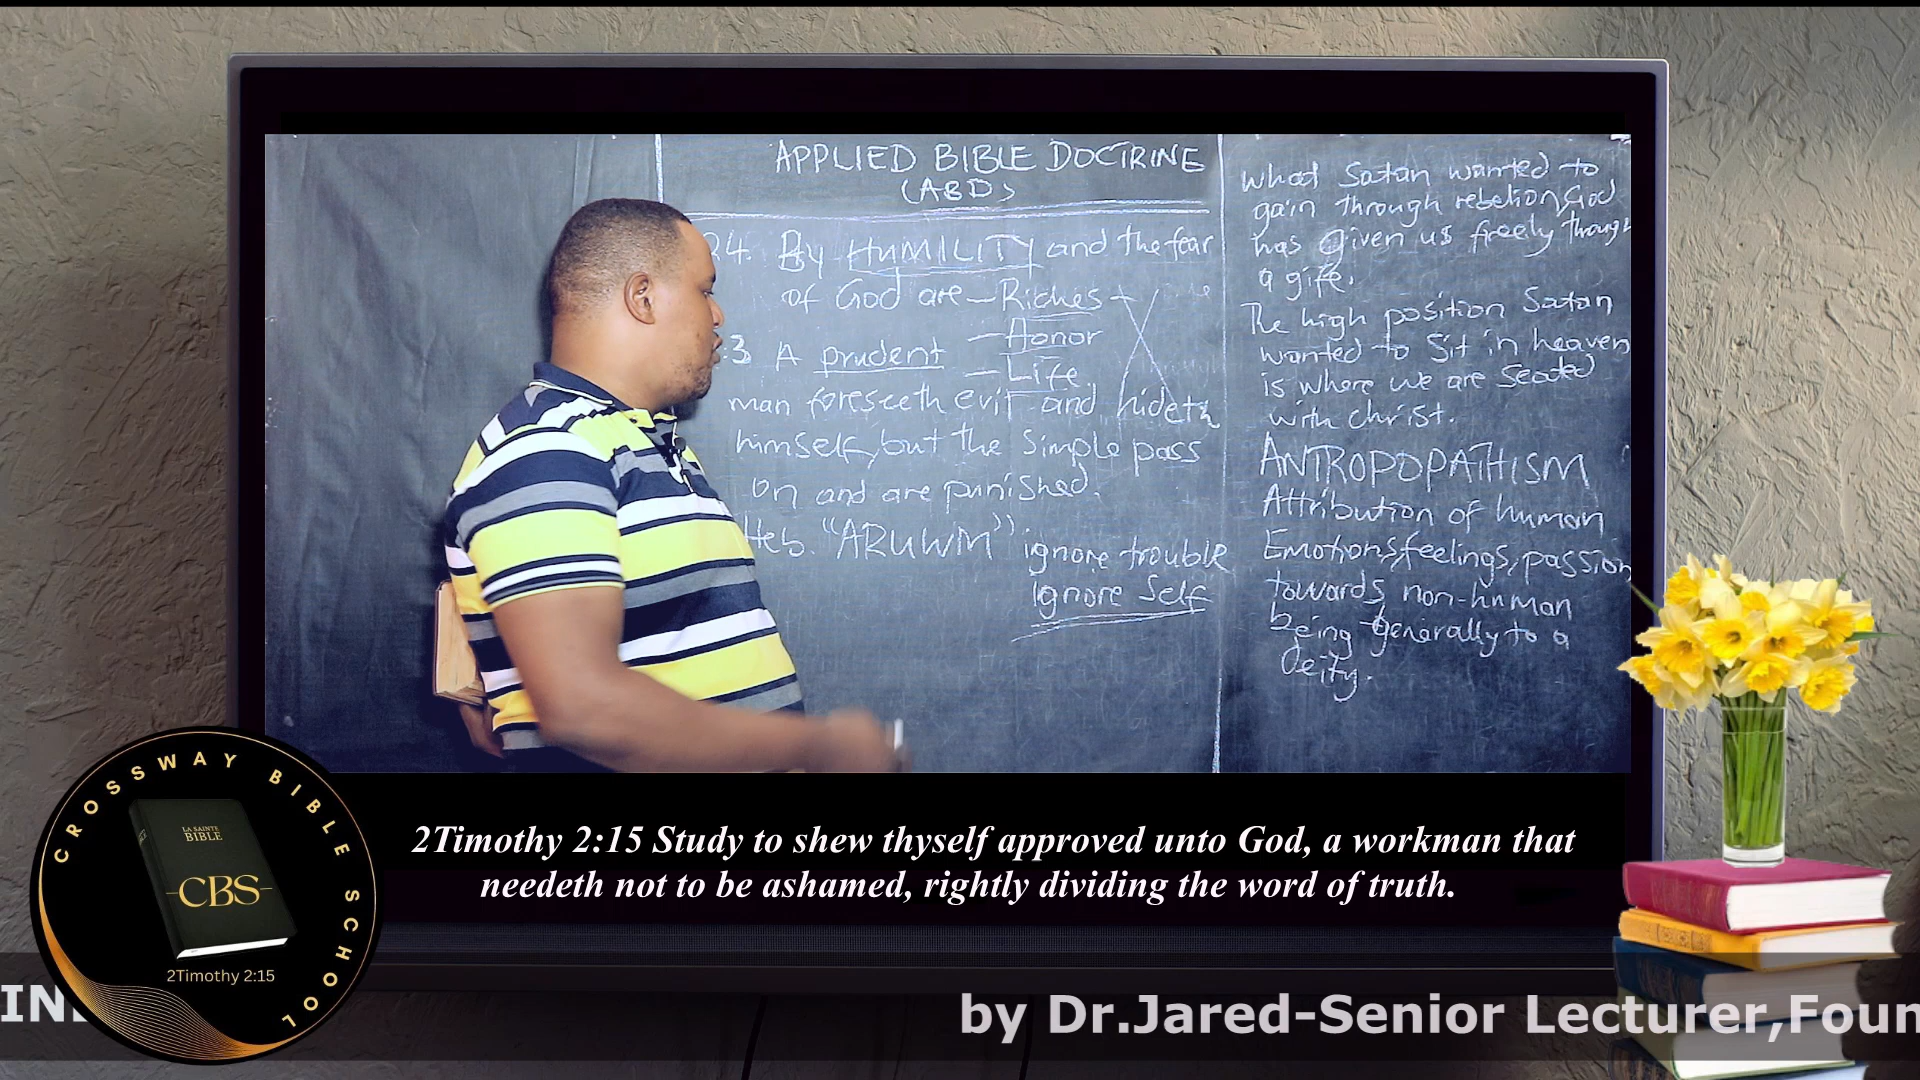 APPLIED BIBLE DOCTRINE
(ABD)
24. By HUMILITY and the fear
of God are – Riches
– Honor
.3 A prudent – Life
man foreseeth evil and hideth
himself, but the simple pass
on and are punished.
Heb. "ARUWM" ignore trouble
ignore Self
what Satan wanted to
gain through rebelion, God
has given us freely through
a gift.
The high position Satan
wanted to Sit in heaven
is where we are Seated
with Christ.
ANTROPOPATHISM
Attribution of human
Emotions, feelings, passion
towards non-human
being generally to a
Deity.
2Timothy 2:15 Study to shew thyself approved unto God, a workman that
needeth not to be ashamed, rightly dividing the word of truth.
CROSSWAY BIBLE SCHOOL
LA SAINTE
BIBLE
CBS
2Timothy 2:15
IN
by Dr.Jared-Senior Lecturer,Foun